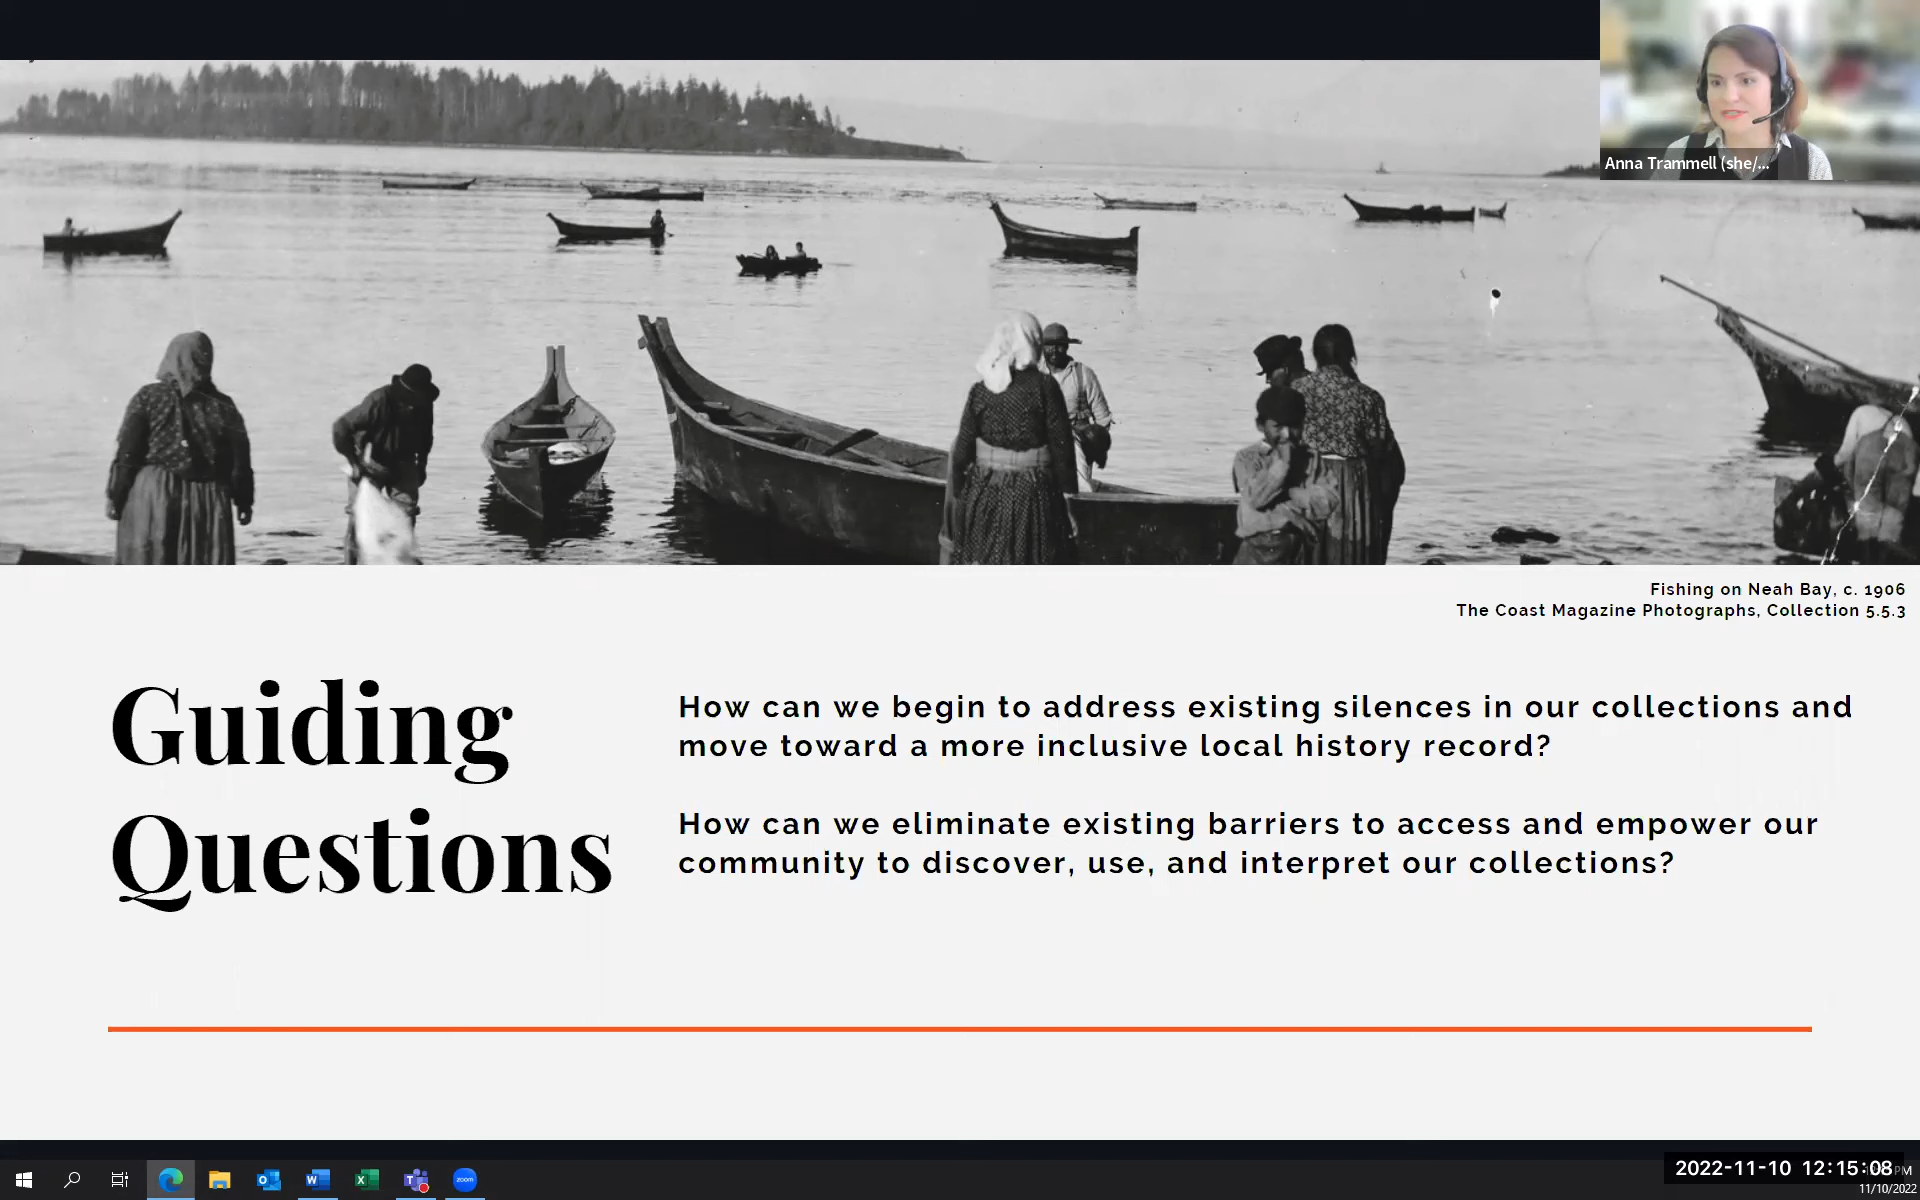 Anna Trammell (she/...
Fishing on Neah Bay, c. 1906
The Coast Magazine Photographs, Collection 5.5.3
Guiding
Questions
How can we begin to address existing silences in our collections and
move toward a more inclusive local history record?
How can we eliminate existing barriers to access and empower our
community to discover, use, and interpret our collections?
zoom
2022-11-10 12:15:08
PM
11/10/2022